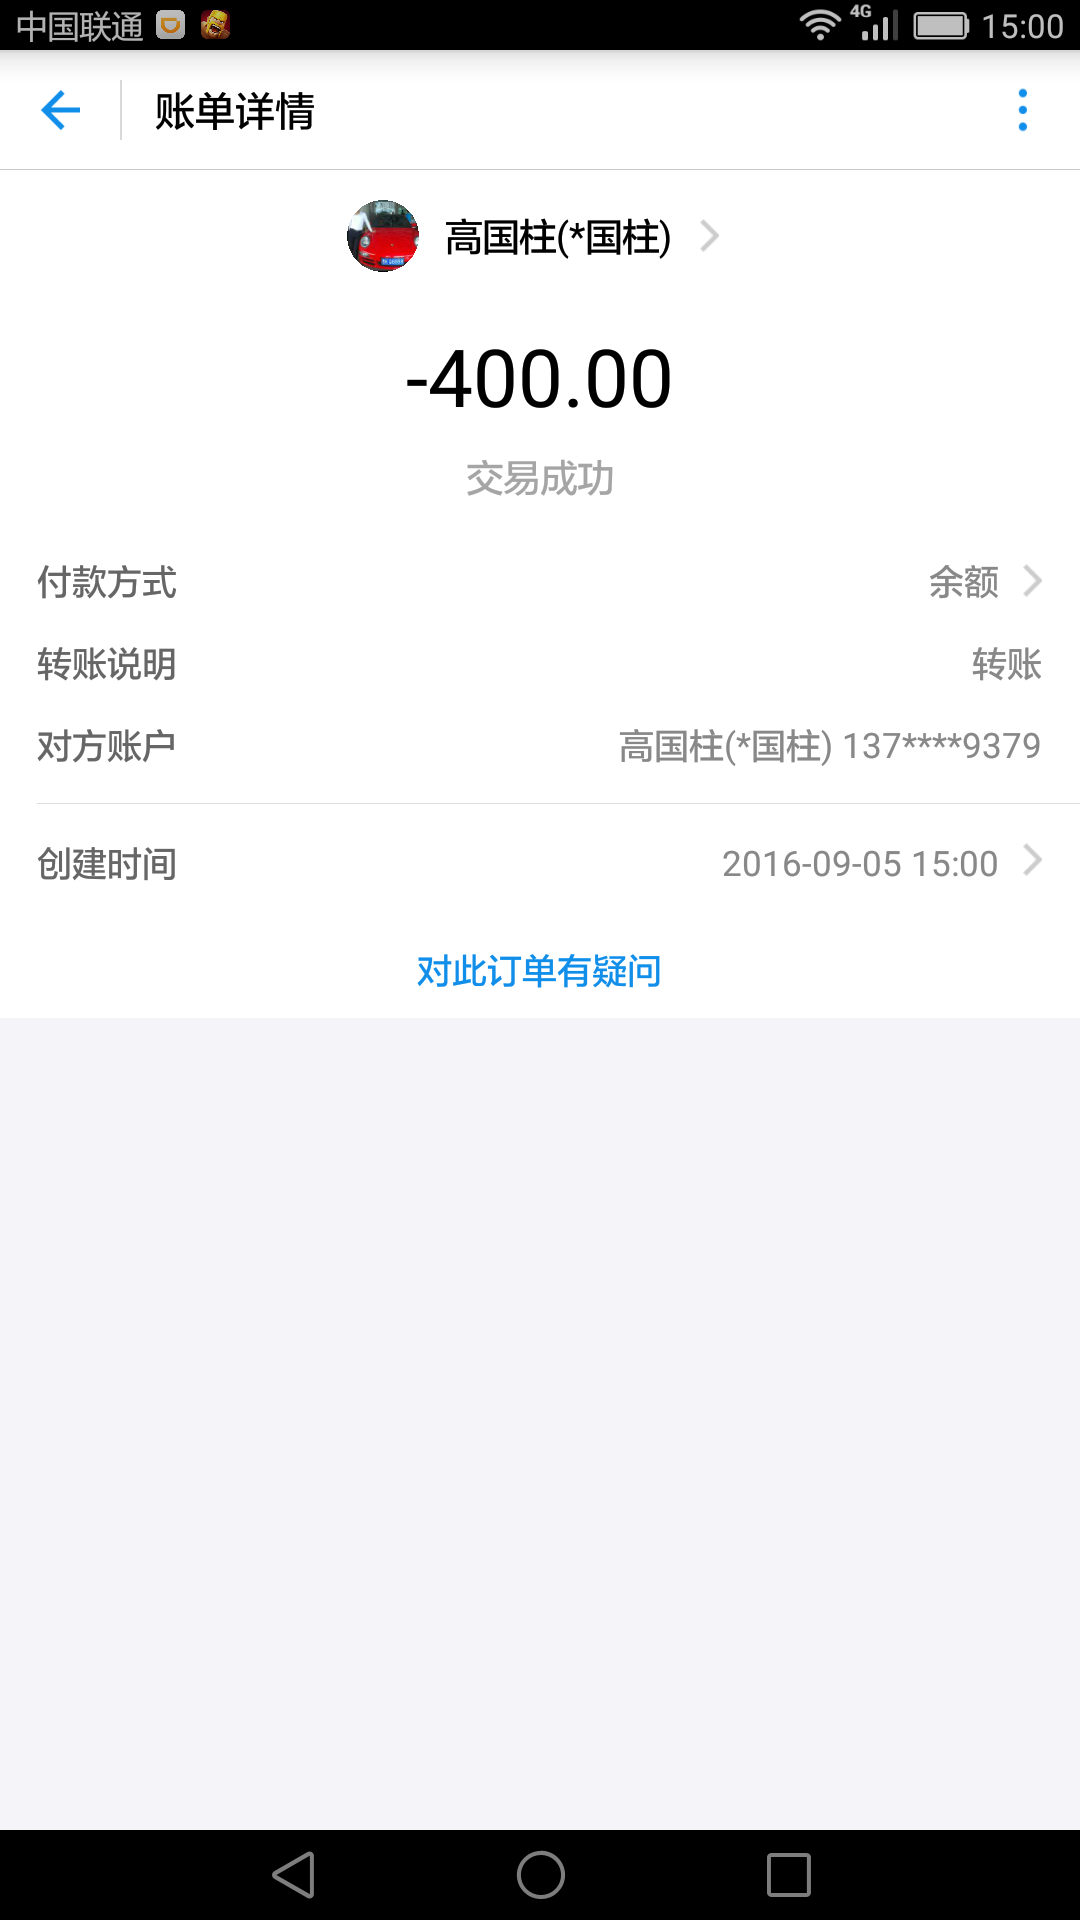 中国联通 4G 15:00
账单详情
高国柱(*国柱)
-400.00
交易成功
付款方式 余额
转账说明 转账
对方账户 高国柱(*国柱) 137****9379
创建时间 2016-09-05 15:00
对此订单有疑问